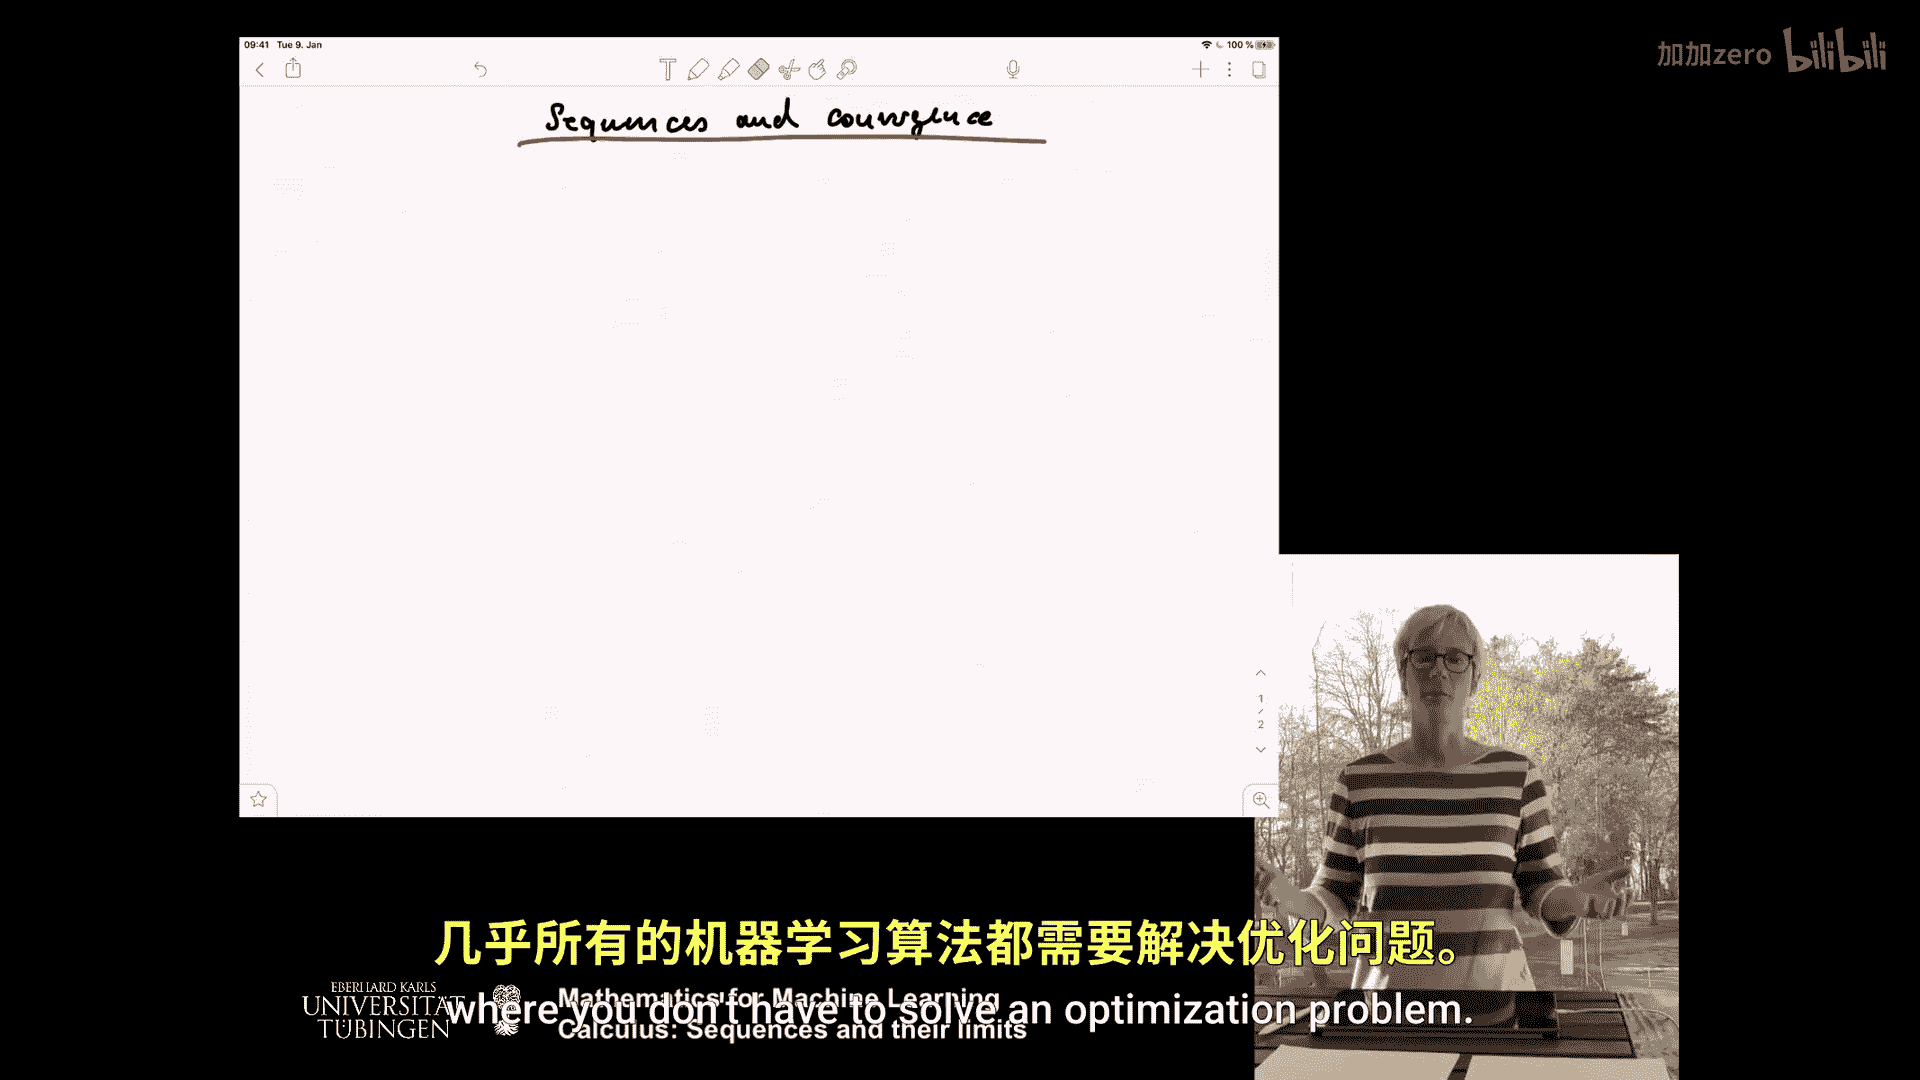 09:41 Tue 9. Jan
100 %
加加zero bilibili
T
Sequences and convergence
1
2
几乎所有的机器学习算法都需要解决优化问题。
where you don't have to solve an optimization problem.
EBERHARD KARLS
UNIVERSITÄT
TÜBINGEN
Mathematics for Machine Learning
Calculus: Sequences and their limits